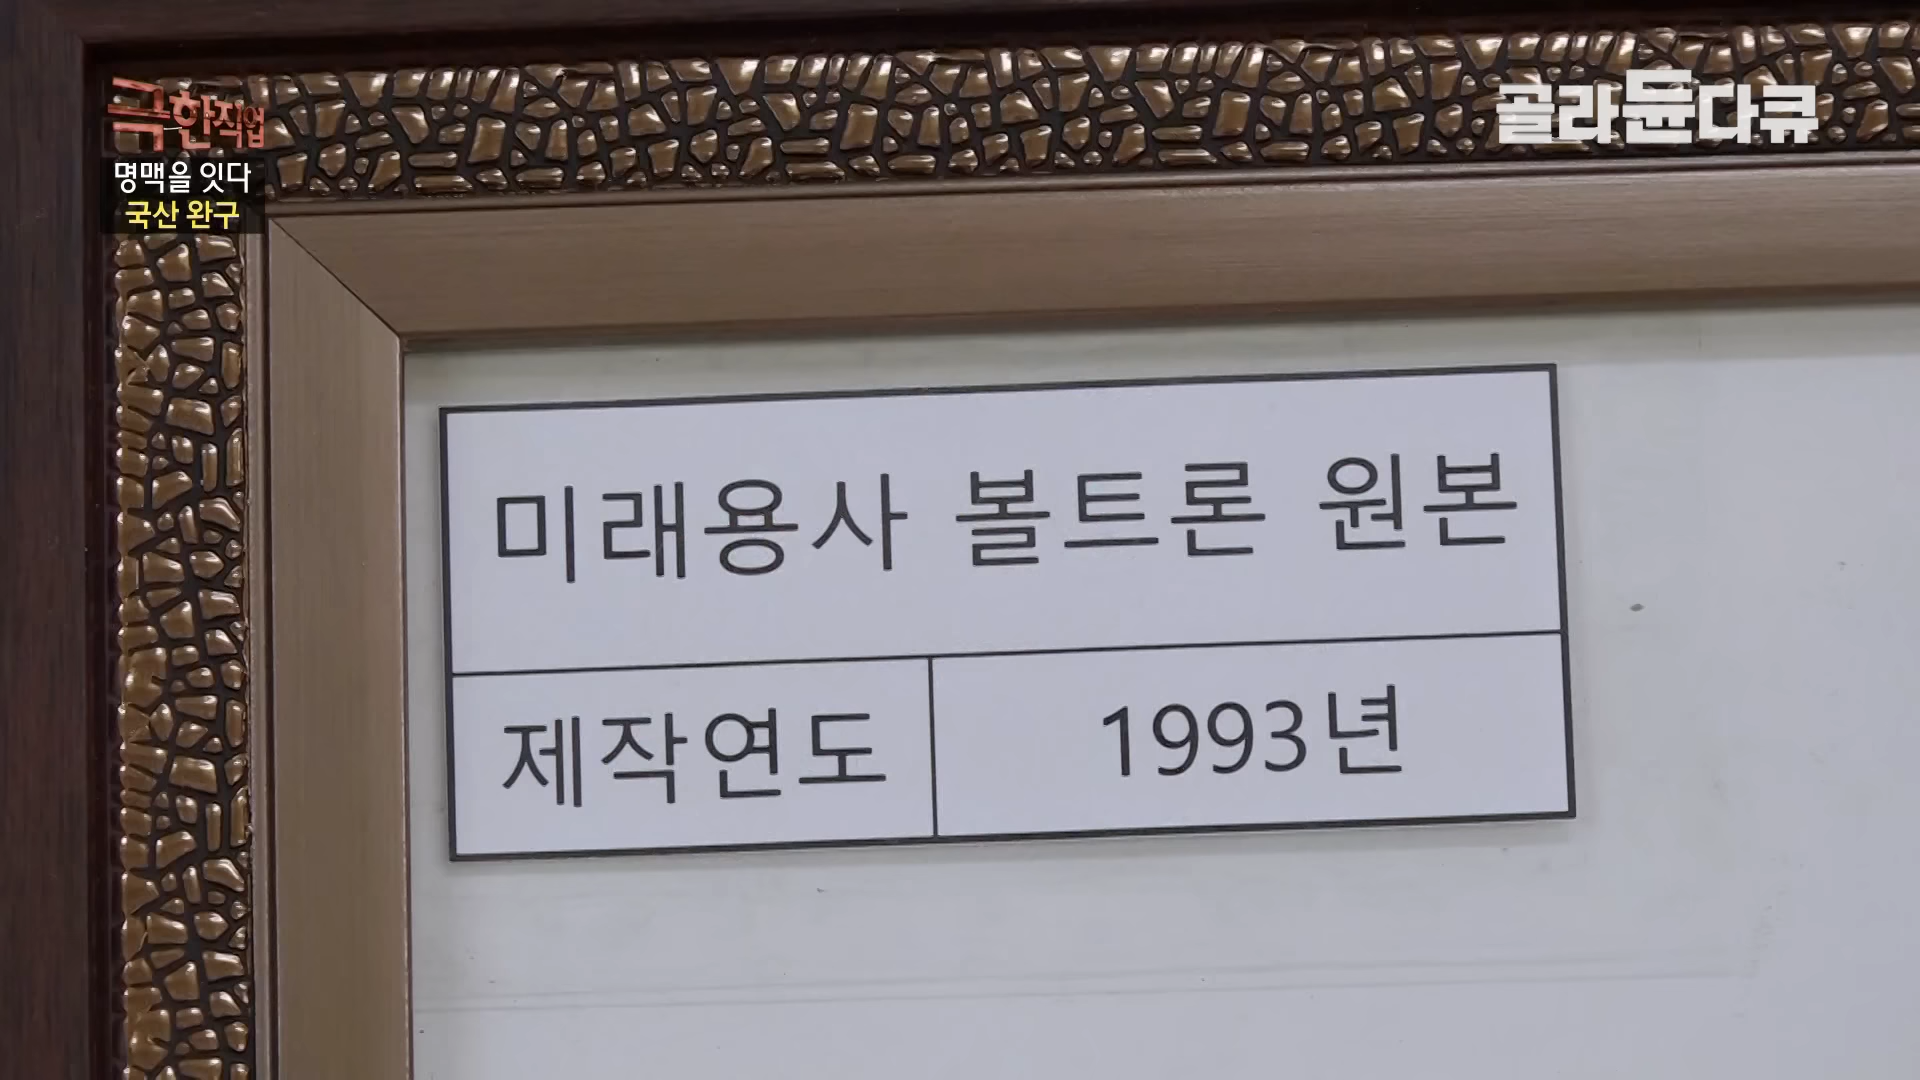 극한직업
명맥을 잇다
국산 완구
골라듄다큐
미래용사 볼트론 원본
제작연도
1993년